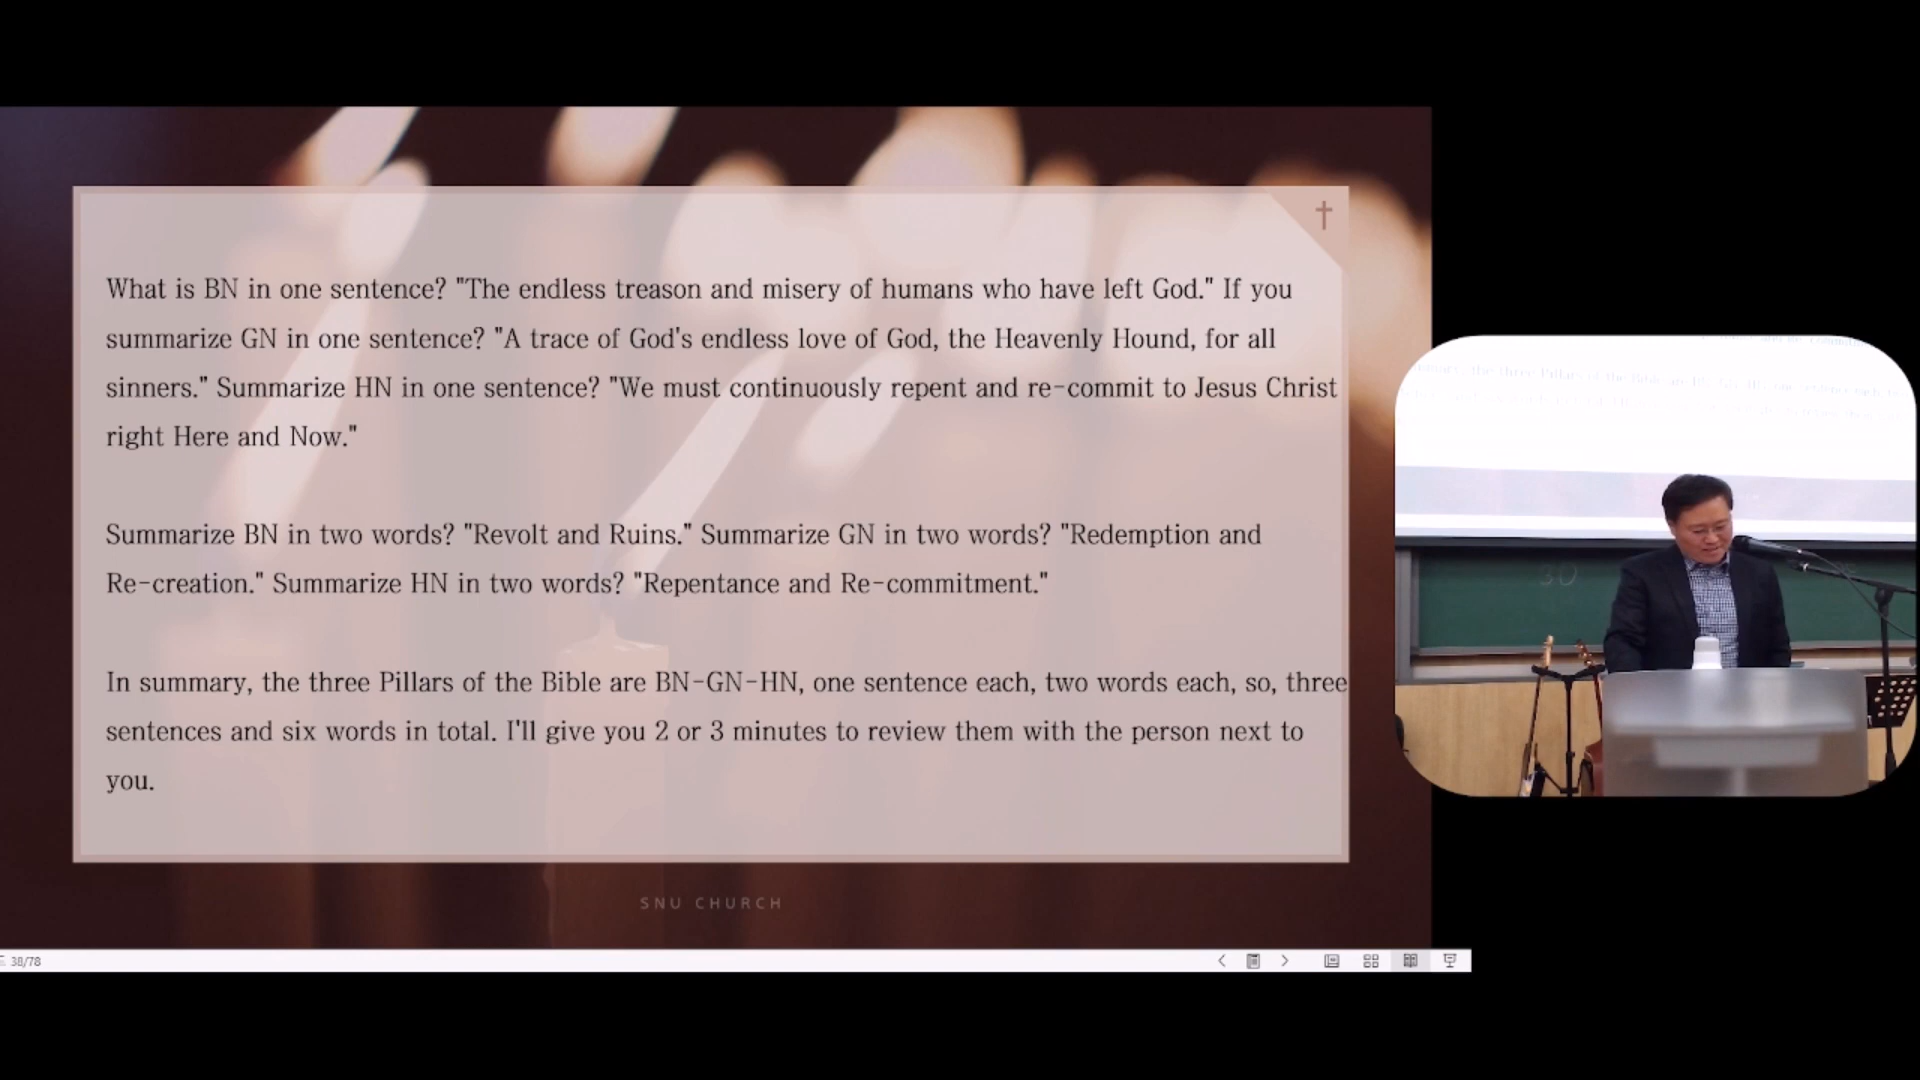 What is BN in one sentence? "The endless treason and misery of humans who have left God." If you
summarize GN in one sentence? "A trace of God's endless love of God, the Heavenly Hound, for all
sinners." Summarize HN in one sentence? "We must continuously repent and re-commit to Jesus Christ
right Here and Now."
Summarize BN in two words? "Revolt and Ruins." Summarize GN in two words? "Redemption and
Re-creation." Summarize HN in two words? "Repentance and Re-commitment."
In summary, the three Pillars of the Bible are BN-GN-HN, one sentence each, two words each, so, three
sentences and six words in total. I'll give you 2 or 3 minutes to review them with the person next to
you.
SNU CHURCH
38/78
30